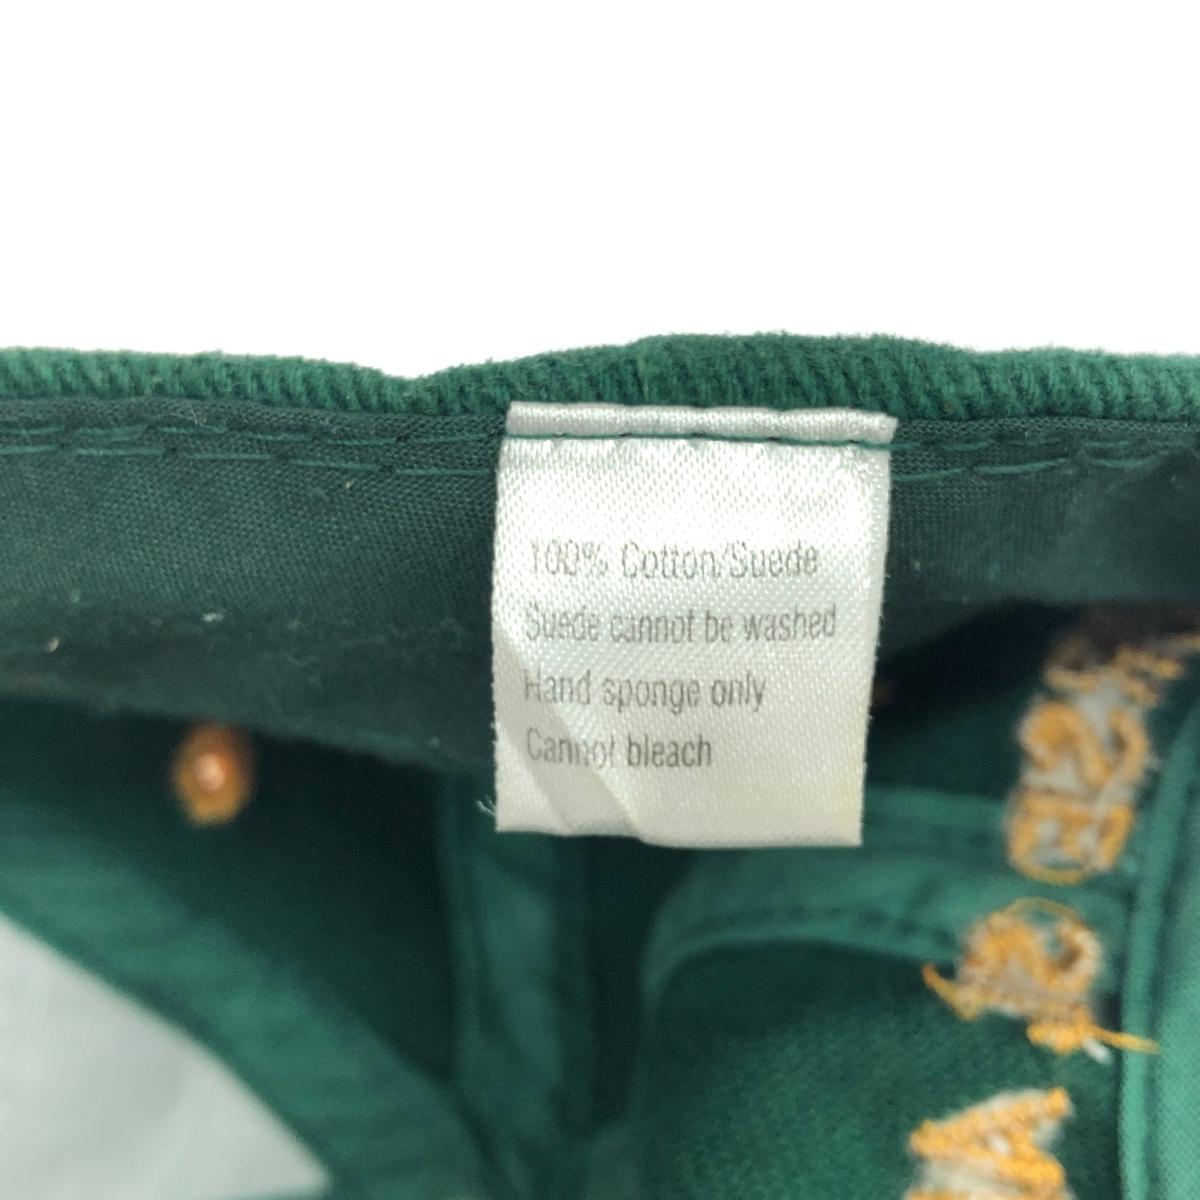 100% Cotton/Suede
Suede cannot be washed
Hand sponge only
Cannot bleach